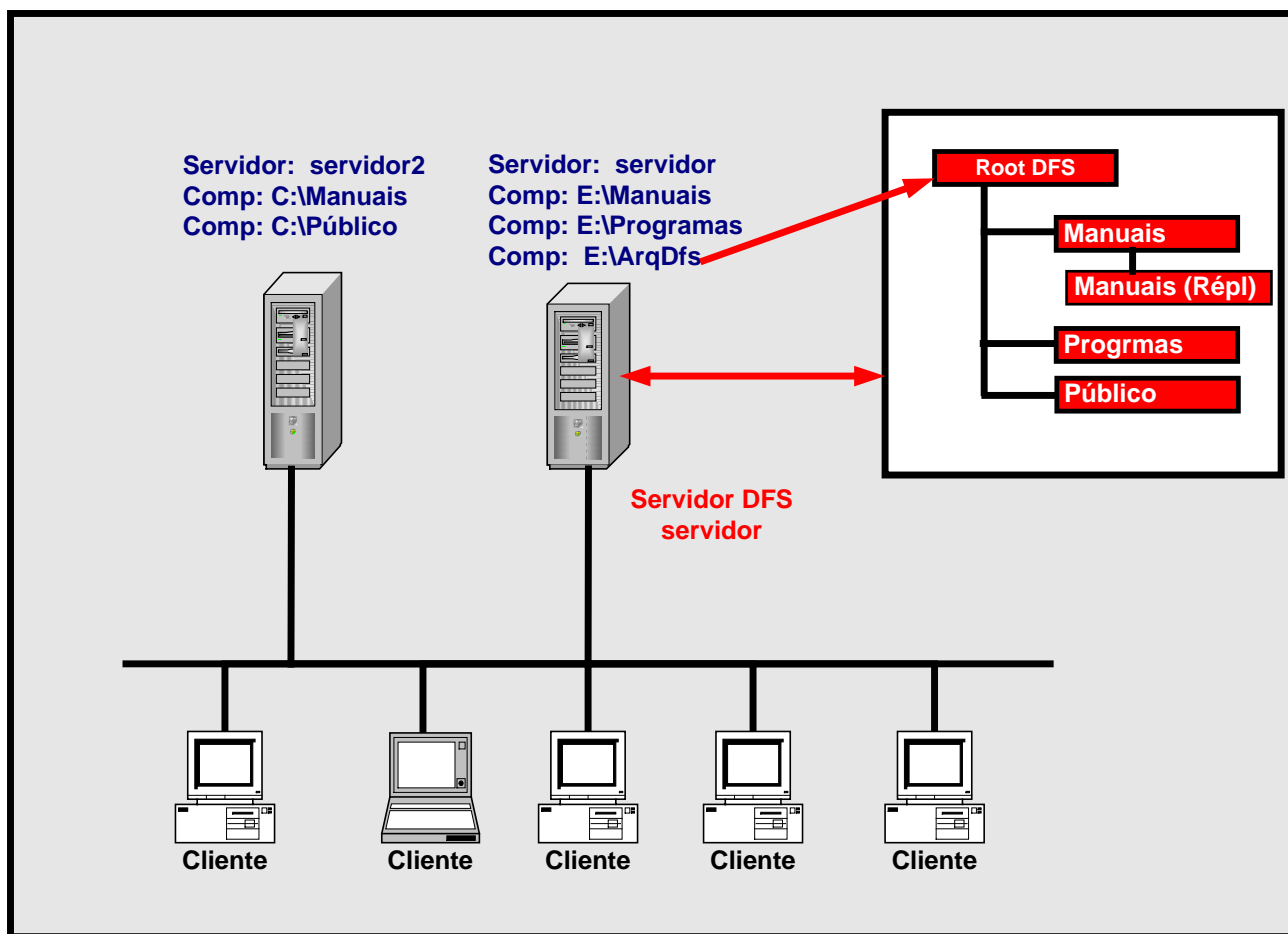 Servidor: servidor2
Comp: C:\Manuais
Comp: C:\Público
Servidor: servidor
Comp: E:\Manuais
Comp: E:\Programas
Comp: E:\ArqDfs
Root DFS
Manuais
Manuais (Répl)
Progrmas
Público
Servidor DFS
servidor
Cliente
Cliente
Cliente
Cliente
Cliente